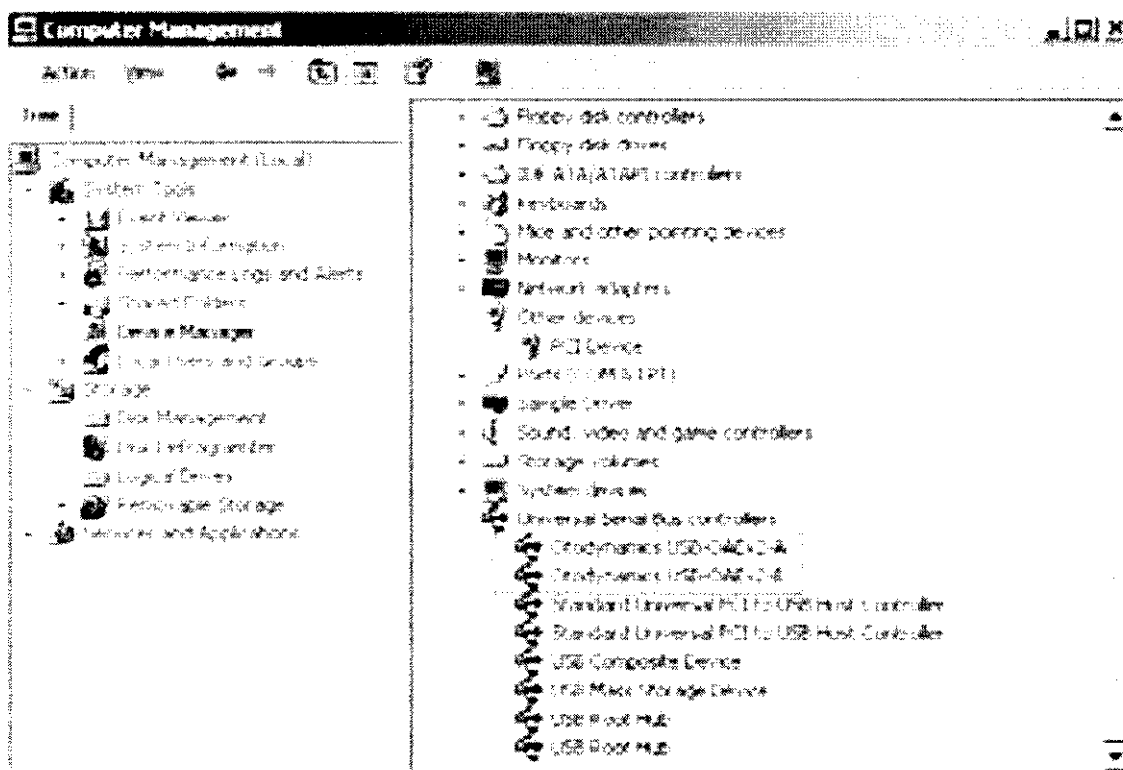 Computer Management
Action View
Tree
Computer Management (Local)
System Tools
Event Viewer
System Information
Performance Logs and Alerts
Shared Folders
Device Manager
Local Users and Groups
Storage
Disk Management
Disk Defragmenter
Logical Drives
Removable Storage
Services and Applications
Floppy disk controllers
Floppy disk drives
IDE ATA/ATAPI controllers
Keyboards
Mice and other pointing devices
Monitors
Network adapters
Other devices
PCI Device
Ports (COM & LPT)
Sample Driver
Sound, video and game controllers
Storage volumes
System devices
Universal Serial Bus controllers
Otodynamics
Otodynamics
Standard Universal PCI to USB Host Controller
Standard Universal PCI to USB Host Controller
USB Composite Device
USB Mass Storage Device
USB Root Hub
USB Root Hub